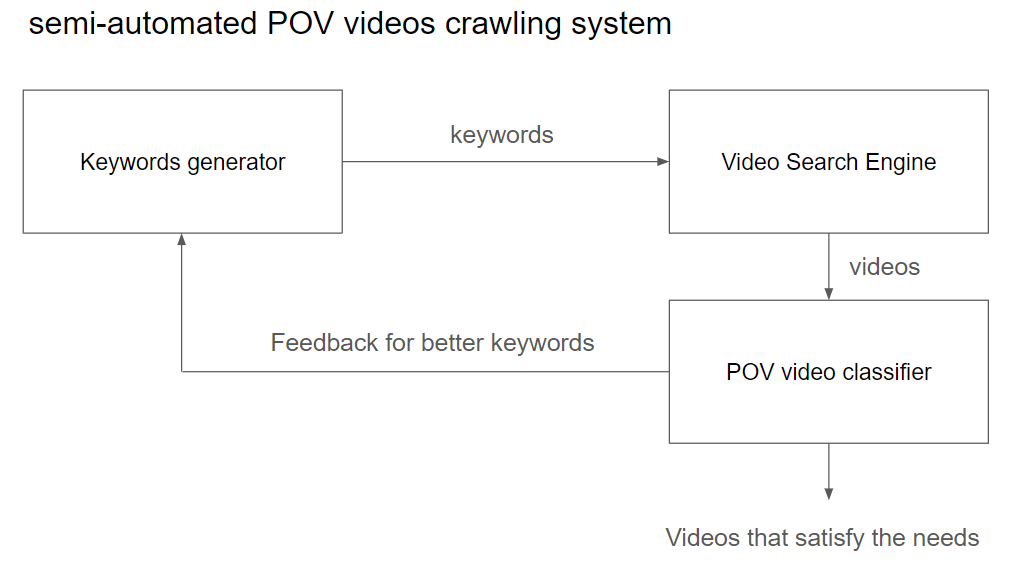 semi-automated POV videos crawling system
keywords
Keywords generator
Video Search Engine
videos
Feedback for better keywords
POV video classifier
Videos that satisfy the needs